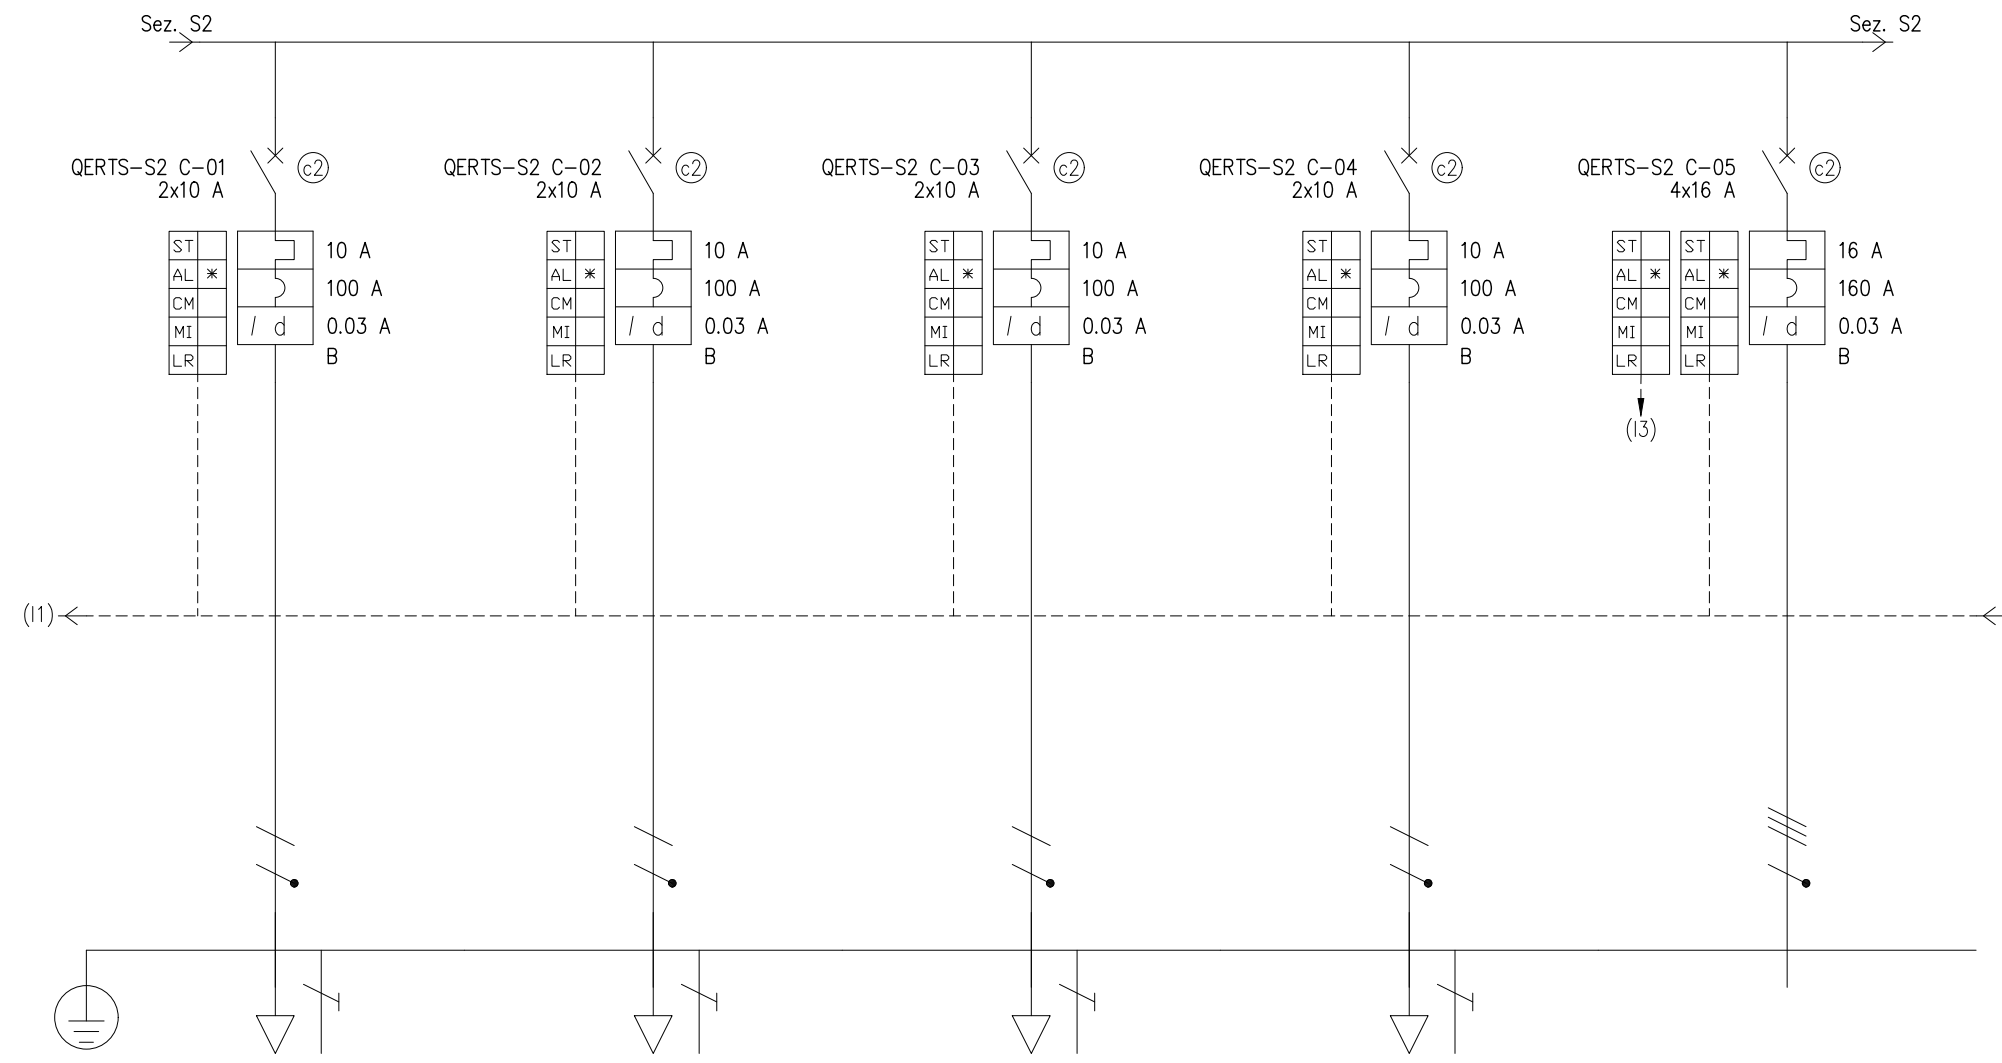 Sez. S2
Sez. S2
QERTS-S2 C-01
2x10 A
c2
ST
AL *
CM
MI
LR
I d
10 A
100 A
0.03 A
B
QERTS-S2 C-02
2x10 A
c2
ST
AL *
CM
MI
LR
I d
10 A
100 A
0.03 A
B
QERTS-S2 C-03
2x10 A
c2
ST
AL *
CM
MI
LR
I d
10 A
100 A
0.03 A
B
QERTS-S2 C-04
2x10 A
c2
ST
AL *
CM
MI
LR
I d
10 A
100 A
0.03 A
B
QERTS-S2 C-05
4x16 A
c2
ST
AL *
CM
MI
LR
ST
AL *
CM
MI
LR
I d
16 A
160 A
0.03 A
B
(I3)
(I1)